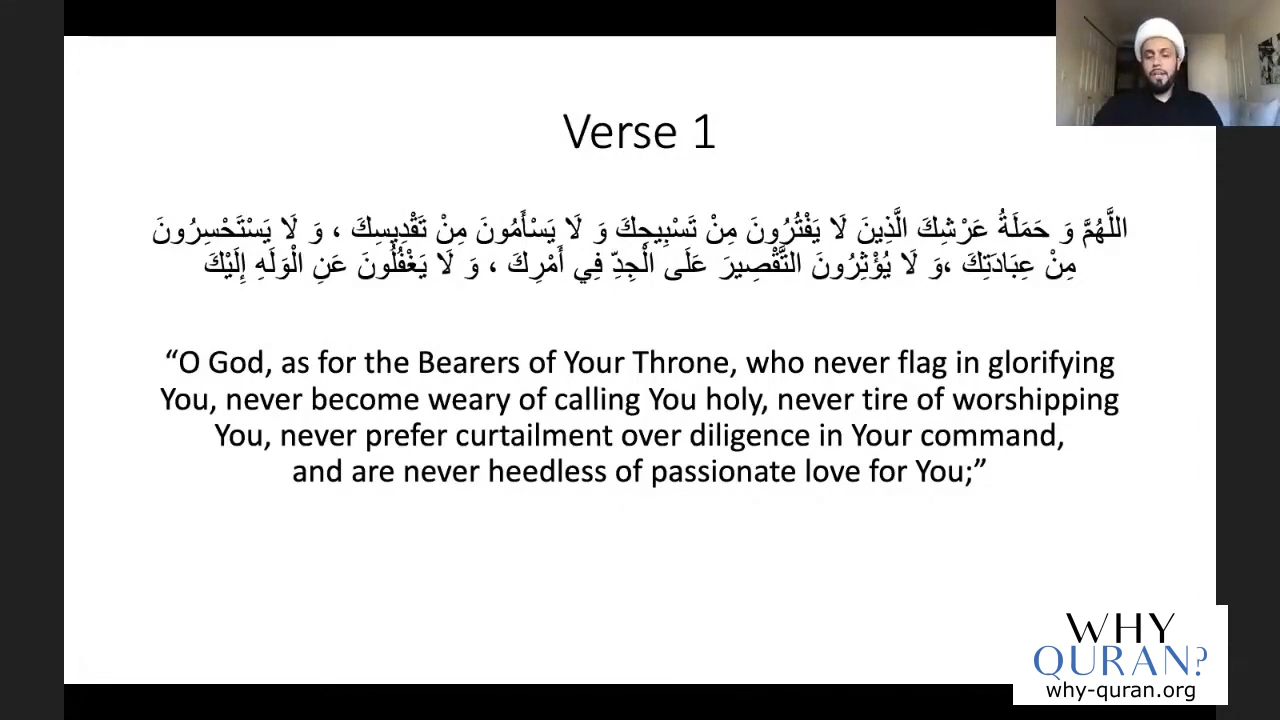 Verse 1
اللَّهُمَّ وَ حَمَلَةُ عَرْشِكَ الَّذِينَ لَا يَفْتُرُونَ مِنْ تَسْبِيحِكَ وَ لَا يَسْأَمُونَ مِنْ تَقْدِيسِكَ ، وَ لَا يَسْتَحْسِرُونَ
مِنْ عِبَادَتِكَ ،وَ لَا يُؤْثِرُونَ التَّقْصِيرَ عَلَى الْجِدِّ فِي أَمْرِكَ ، وَ لَا يَغْفُلُونَ عَنِ الْوَلَهِ إِلَيْكَ
“O God, as for the Bearers of Your Throne, who never flag in glorifying
You, never become weary of calling You holy, never tire of worshipping
You, never prefer curtailment over diligence in Your command,
and are never heedless of passionate love for You;”
WHY
QURAN?
why-quran.org